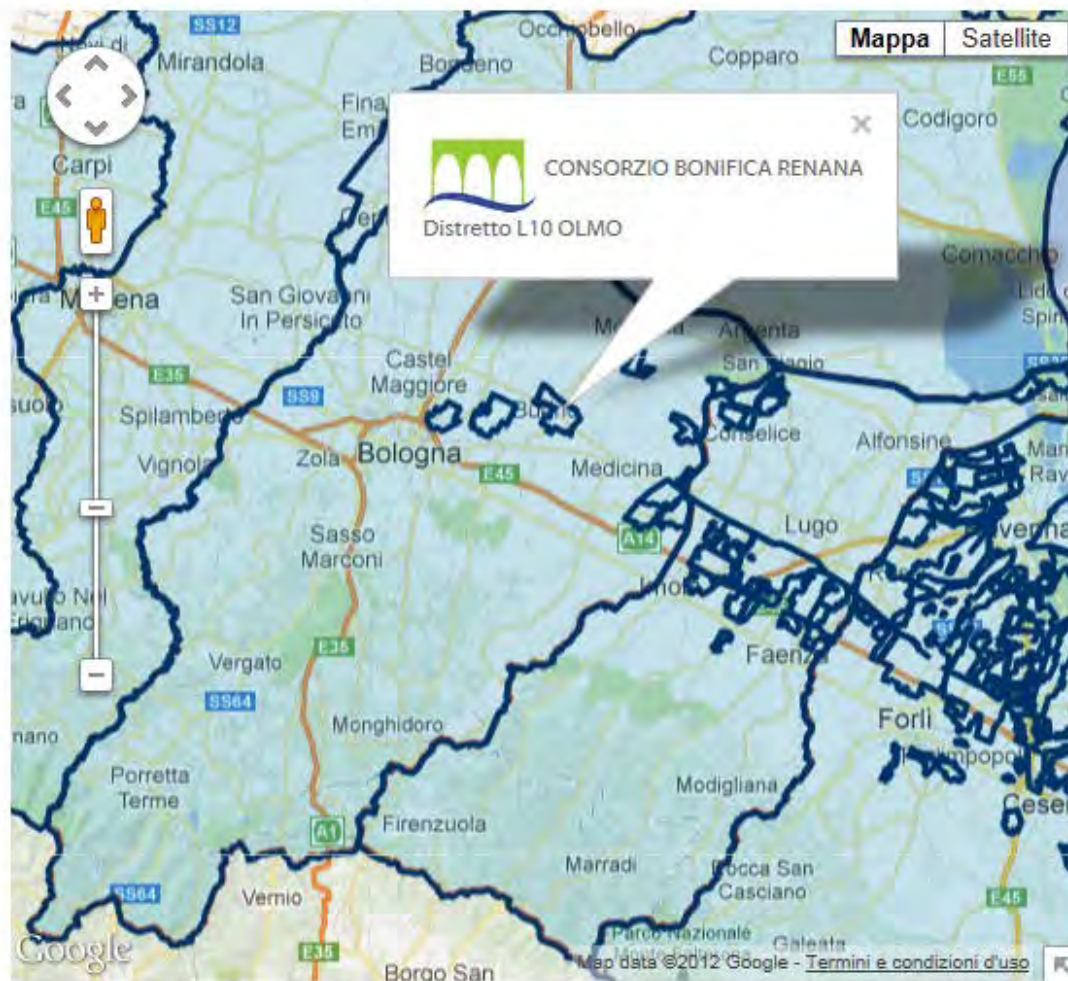 SS12
Occhiobello
Mappa
Satellite
Mirandola
Bondeno
Copparo
E55
Codigoro
Carpi
CONSORZIO BONIFICA RENANA
E45
Distretto L10 OLMO
Comacchio
San Giovanni
In Persiceto
Argenta
Castel
Maggiore
E35
SS9
Spilamberto
Conselice
Alfonsine
Zola
Bologna
Vignola
E45
Medicina
Lugo
A14
Sasso
Marconi
Imola
E35
Faenza
Vergato
SS64
Forlì
Monghidoro
Porretta
Terme
Modigliana
A1
Firenzuola
Marradi
Rocca San
Casciano
SS64
Vernio
E45
Google
E35
Parco Nazionale
Galeata
Borgo San
Map data ©2012 Google - Termini e condizioni d'uso